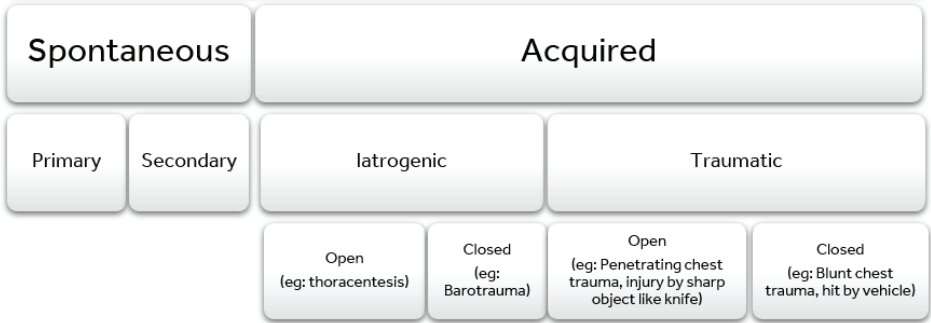 Spontaneous
Acquired
Primary
Secondary
Iatrogenic
Traumatic
Open
(eg: thoracentesis)
Closed
(eg:
Barotrauma)
Open
(eg: Penetrating chest
trauma, injury by sharp
object like knife)
Closed
(eg: Blunt chest
trauma, hit by vehicle)